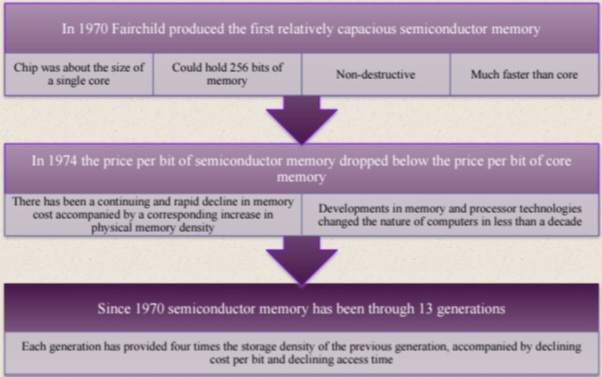 In 1970 Fairchild produced the first relatively capacious semiconductor memory
Chip was about the size of
a single core
Could hold 256 bits of
memory
Non-destructive
Much faster than core
In 1974 the price per bit of semiconductor memory dropped below the price per bit of core
memory
There has been a continuing and rapid decline in memory
cost accompanied by a corresponding increase in
physical memory density
Developments in memory and processor technologies
changed the nature of computers in less than a decade
Since 1970 semiconductor memory has been through 13 generations
Each generation has provided four times the storage density of the previous generation, accompanied by declining
cost per bit and declining access time